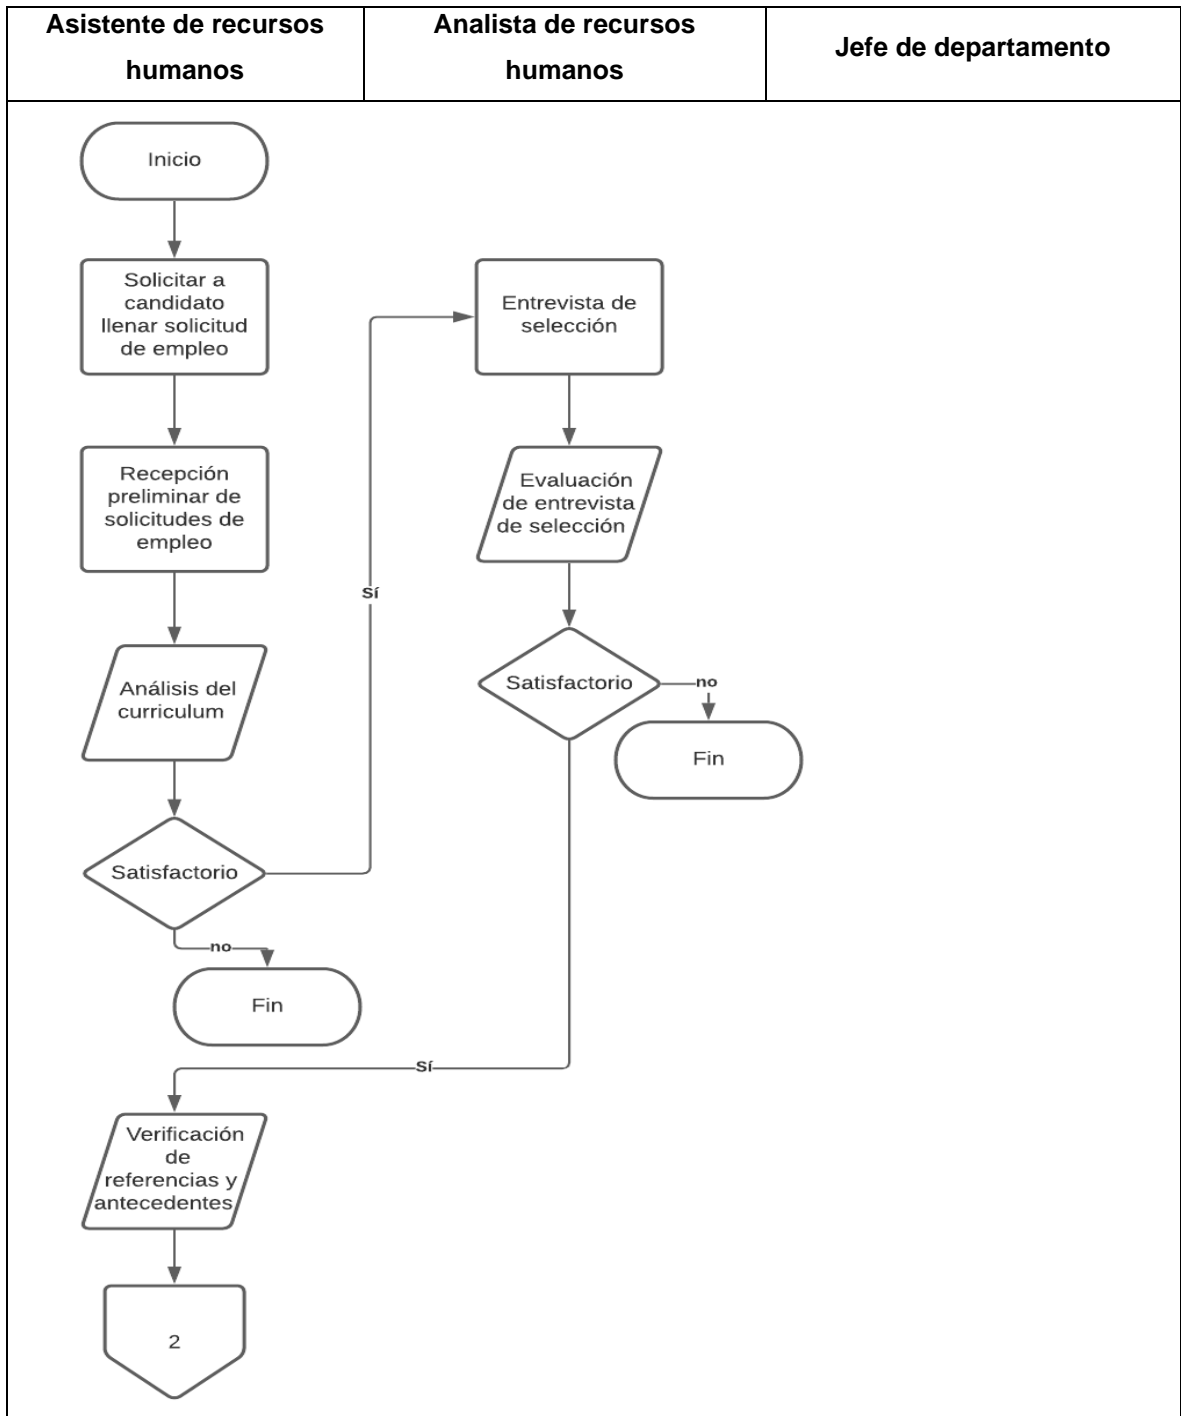 Asistente de recursos
humanos
Analista de recursos
humanos
Jefe de departamento
Inicio
Solicitar a
candidato
llenar solicitud
de empleo
Recepción
preliminar de
solicitudes de
empleo
Análisis del
curriculum
Satisfactorio
no
Fin
Sí
Entrevista de
selección
Evaluación
de entrevista
de selección
Satisfactorio
no
Fin
Sí
Verificación
de
referencias y
antecedentes
2